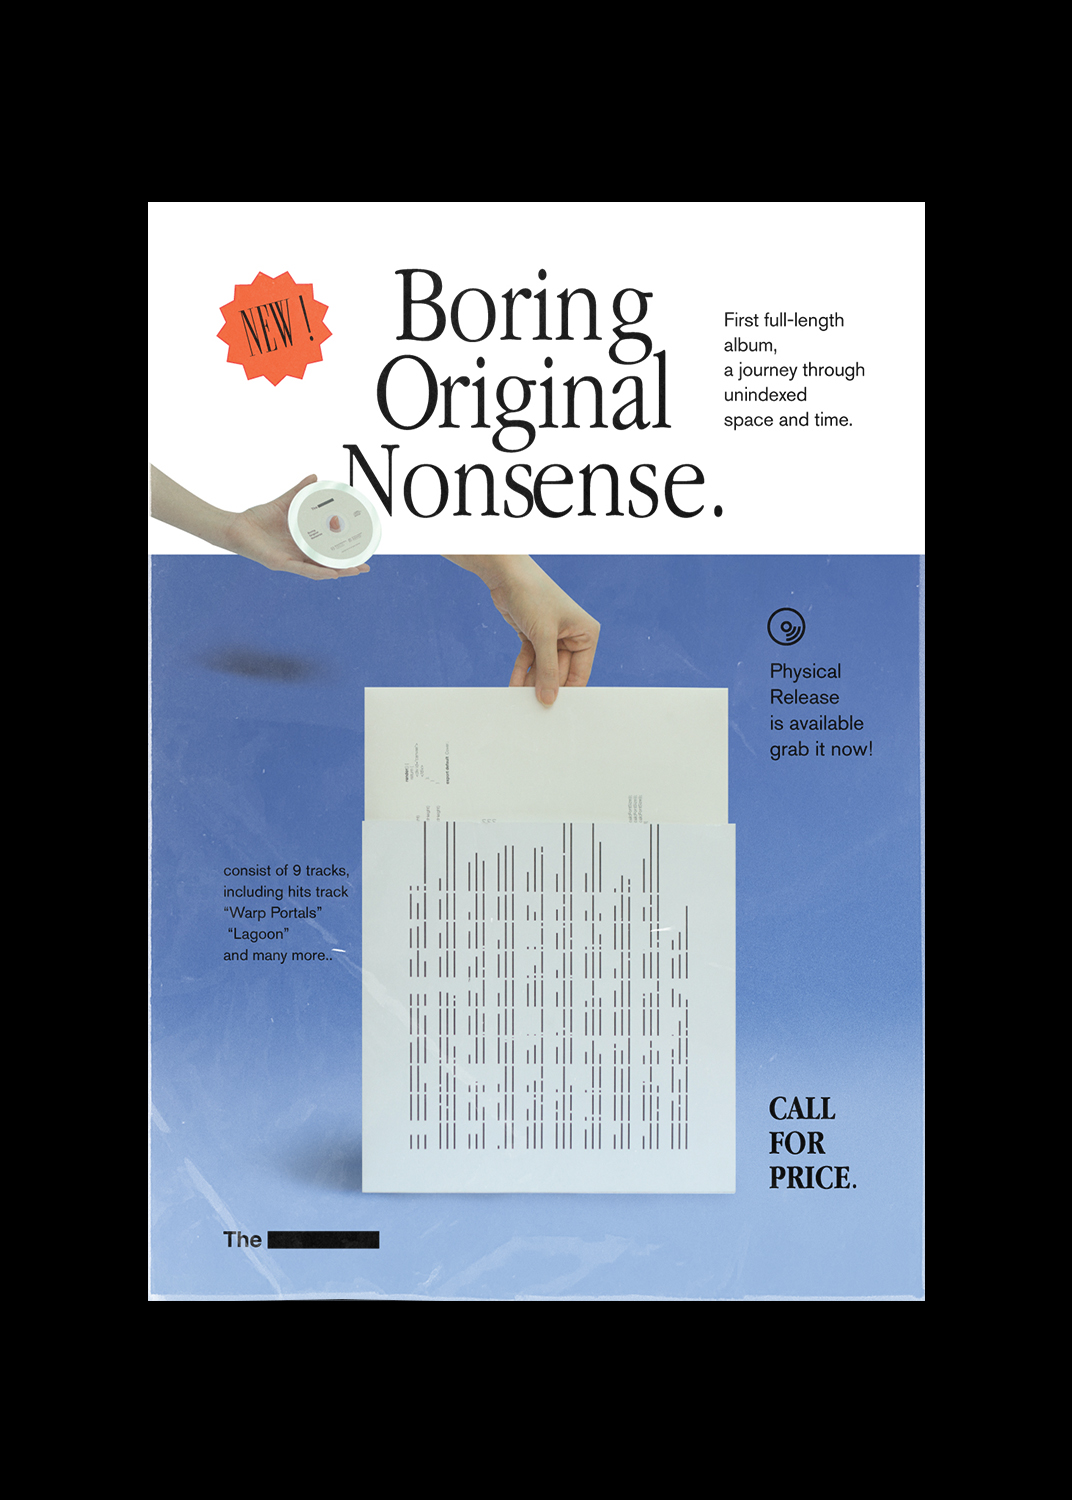 NEW !
Boring
Original
Nonsense.
First full-length
album,
a journey through
unindexed
space and time.
The
Physical
Release
is available
grab it now!
consist of 9 tracks,
including hits track
“Warp Portals”
“Lagoon”
and many more..
CALL
FOR
PRICE.
The